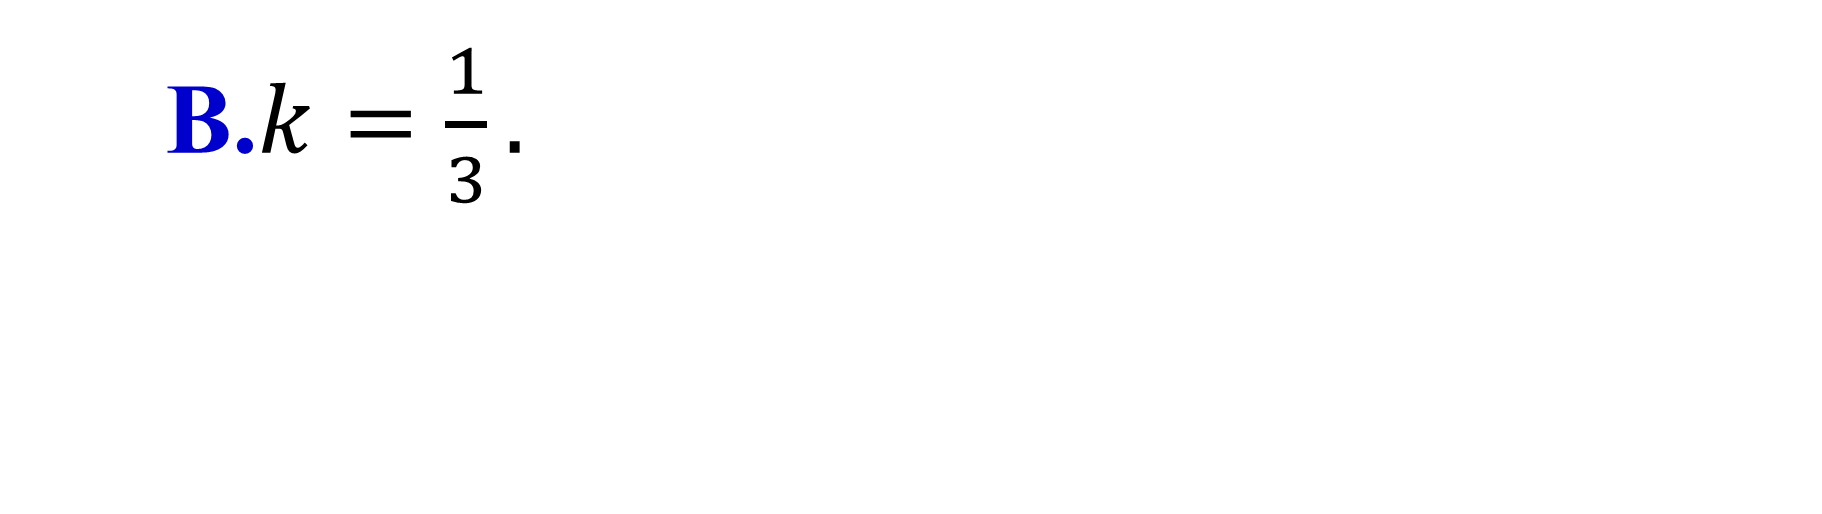 B. k = 1/3.